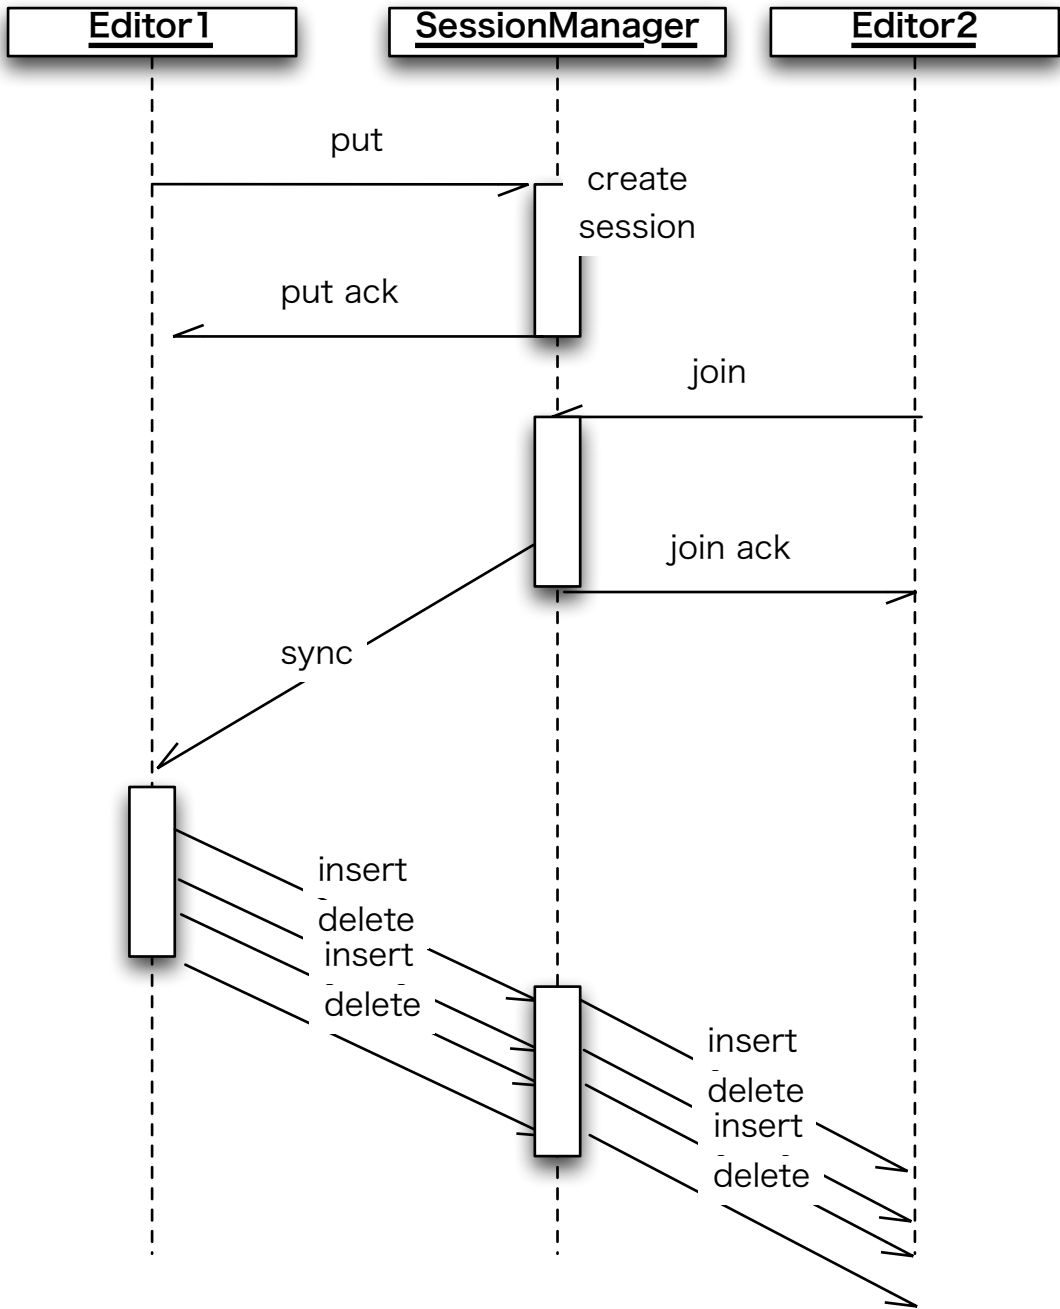 Editor1
SessionManager
Editor2
put
create
session
put ack
join
join ack
sync
insert
delete
insert
delete
insert
delete
insert
delete